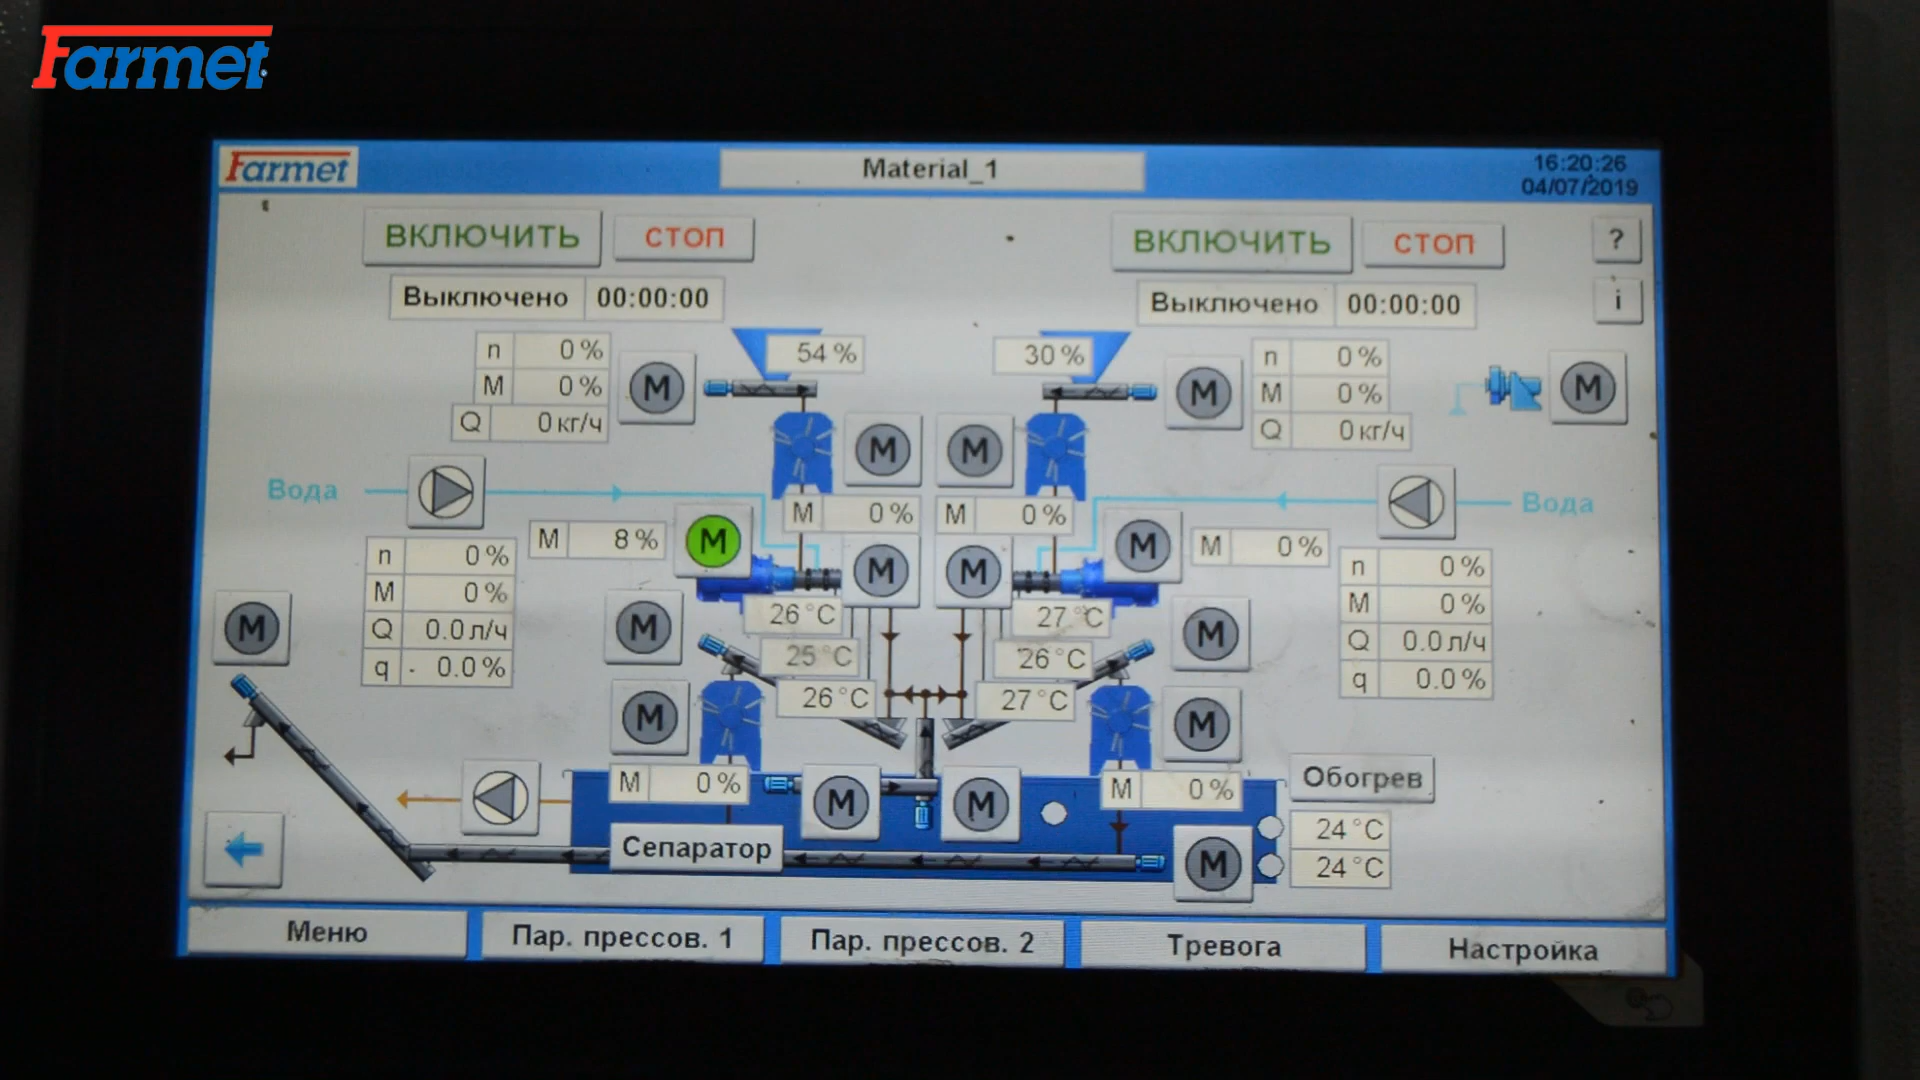 Farmet
Farmet
Material_1
16:20:26
04/07/2019
ВКЛЮЧИТЬ
СТОП
ВКЛЮЧИТЬ
СТОП
?
Выключено 00:00:00
Выключено 00:00:00
i
n 0 %
M 0 %
Q 0 кг/ч
M
54 %
30 %
M
n 0 %
M 0 %
Q 0 кг/ч
M
M
M
Вода
Вода
M 0 %
M 0 %
M 8 %
M
M
M
M
M 0 %
n 0 %
M 0 %
Q 0.0 л/ч
q - 0.0 %
n 0 %
M 0 %
Q 0.0 л/ч
q 0.0 %
M
M
26 °C
25 °C
26 °C
27 °C
26 °C
27 °C
M
M
M
M 0 %
M
M
M 0 %
Обогрев
24 °C
24 °C
Сепаратор
M
Меню
Пар. прессов. 1
Пар. прессов. 2
Тревога
Настройка